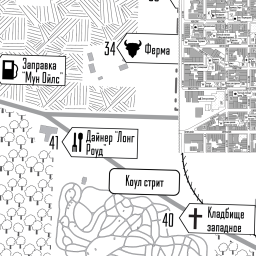 34
Ферма
Заправка
"Мун Ойлс"
41
Дайнер "Лонг
Роуд"
Коул стрит
40
Кладбище
западное